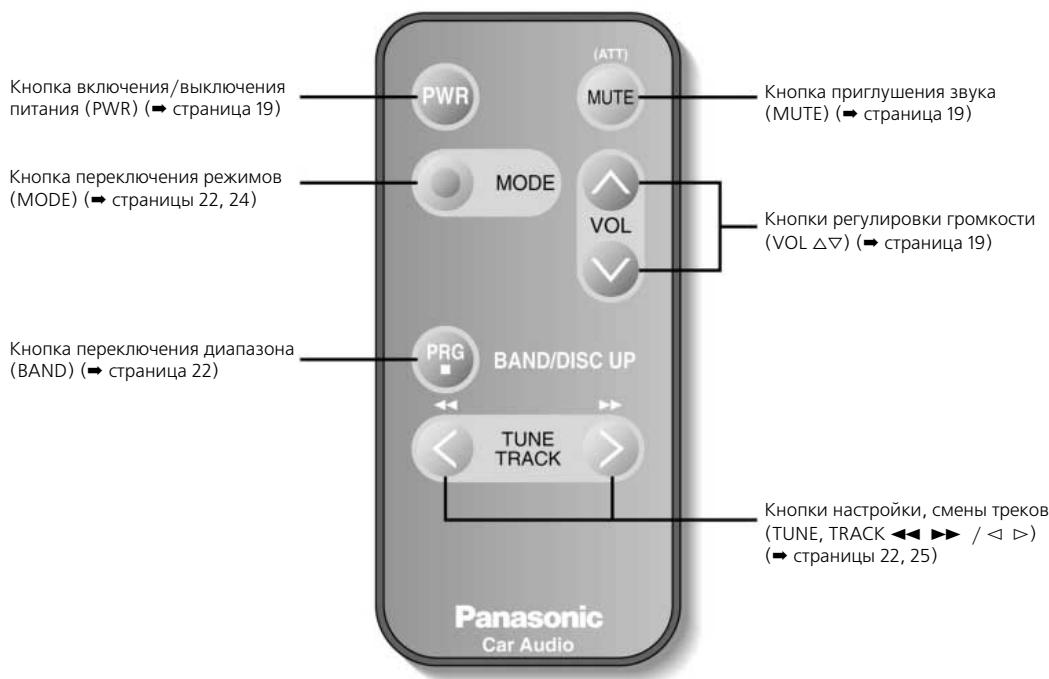 Кнопка включения/выключения
питания (PWR) (➡ страница 19)
Кнопка переключения режимов
(MODE) (➡ страницы 22, 24)
Кнопка переключения диапазона
(BAND) (➡ страница 22)
PWR
(ATT)
MUTE
MODE
VOL
PRG
■
BAND/DISC UP
◀◀ ▶▶
TUNE
TRACK
Panasonic
Car Audio
Кнопка приглушения звука
(MUTE) (➡ страница 19)
Кнопки регулировки громкости
(VOL △▽) (➡ страница 19)
Кнопки настройки, смены треков
(TUNE, TRACK ◀◀ ▶▶ / ◁ ▷)
(➡ страницы 22, 25)